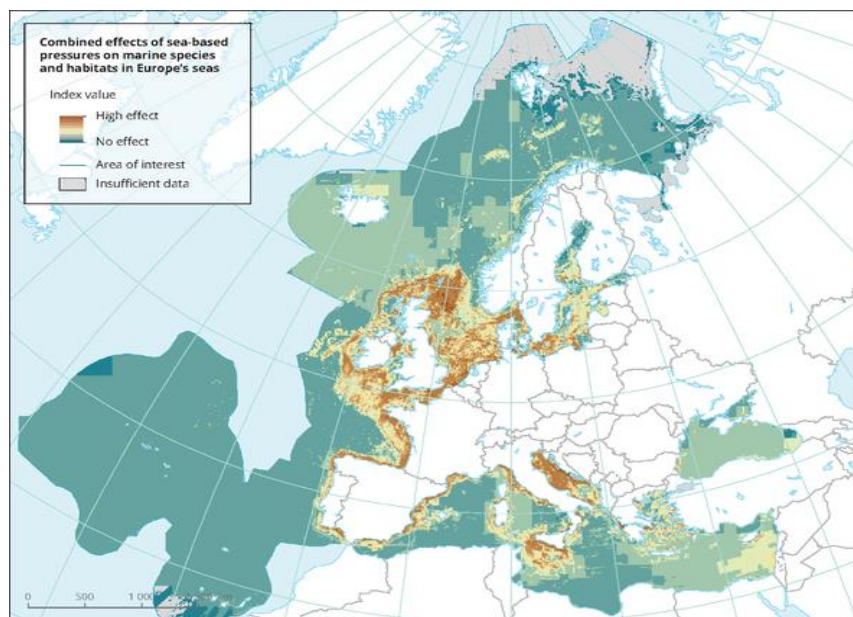 Combined effects of sea-based
pressures on marine species
and habitats in Europe's seas
Index value
High effect
No effect
Area of interest
Insufficient data
0 500 1 000